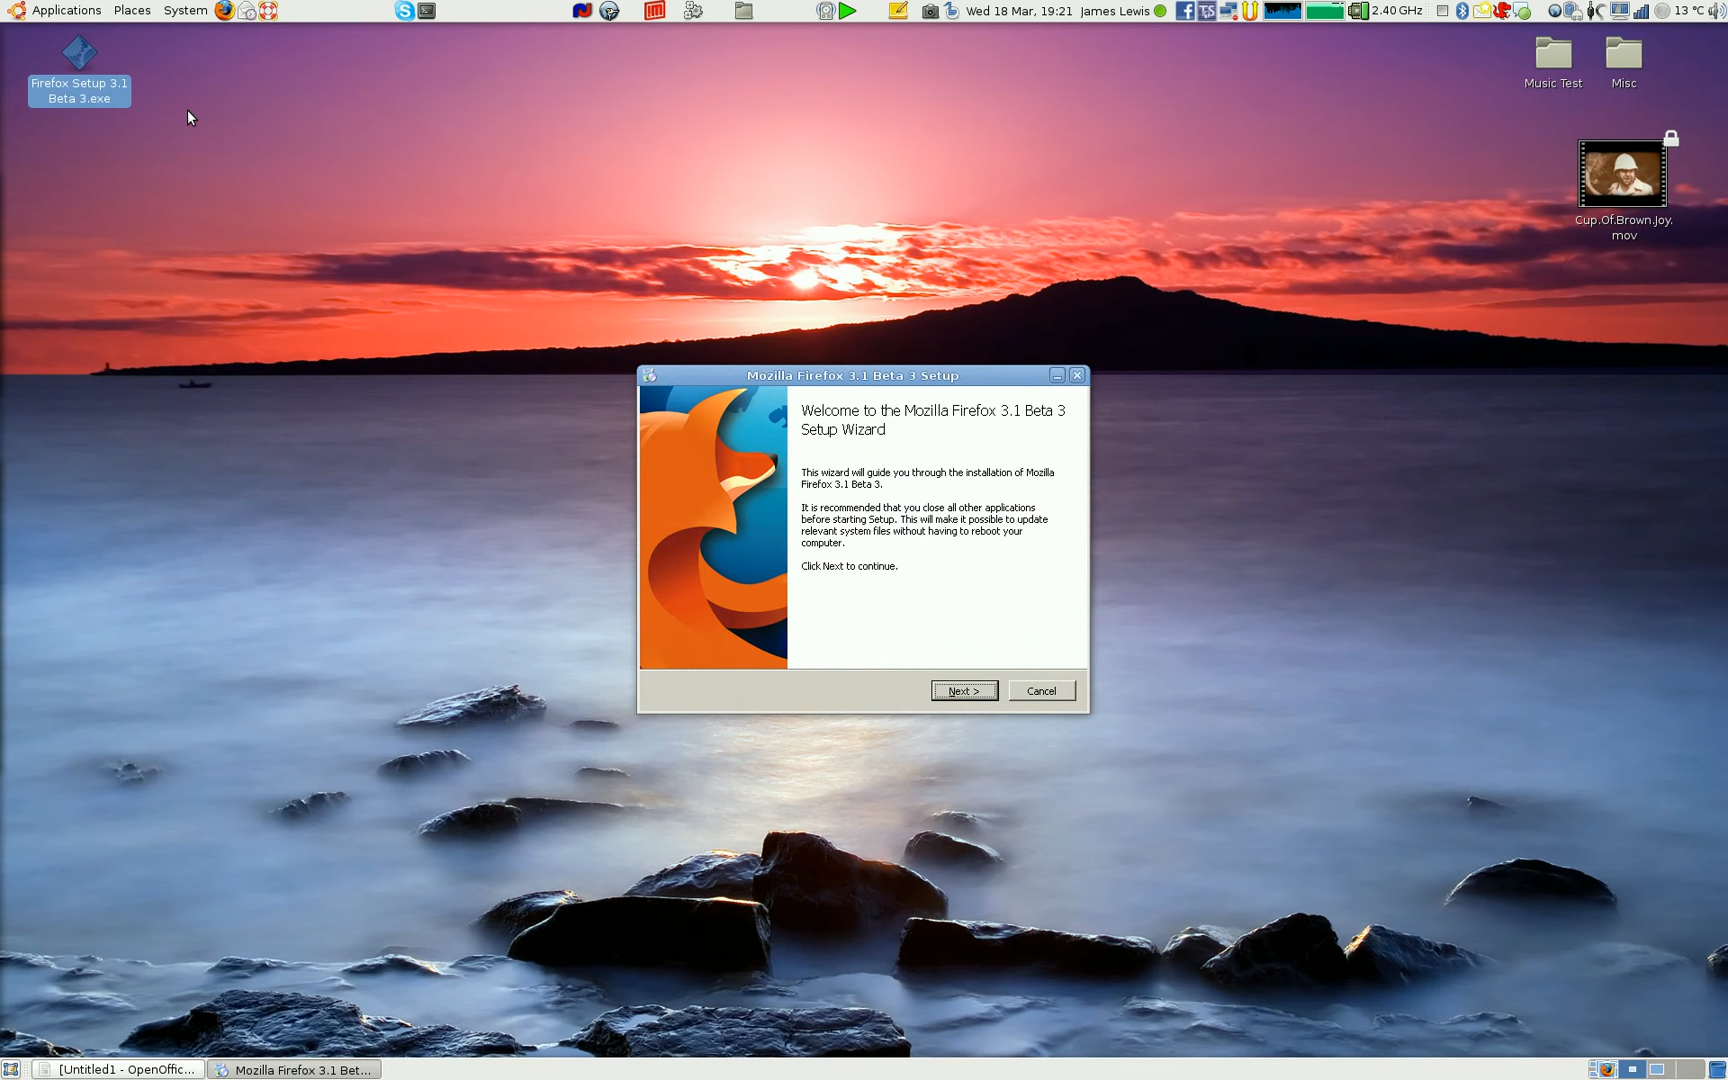 Applications Places System
Wed 18 Mar, 19:21 James Lewis
2.40 GHz
13 °C
Firefox Setup 3.1
Beta 3.exe
Music Test
Misc
Cup.Of.Brown.Joy.
mov
Mozilla Firefox 3.1 Beta 3 Setup
Welcome to the Mozilla Firefox 3.1 Beta 3
Setup Wizard
This wizard will guide you through the installation of Mozilla
Firefox 3.1 Beta 3.
It is recommended that you close all other applications
before starting Setup. This will make it possible to update
relevant system files without having to reboot your
computer.
Click Next to continue.
Next >
Cancel
[Untitled1 - OpenOffic...
Mozilla Firefox 3.1 Bet...